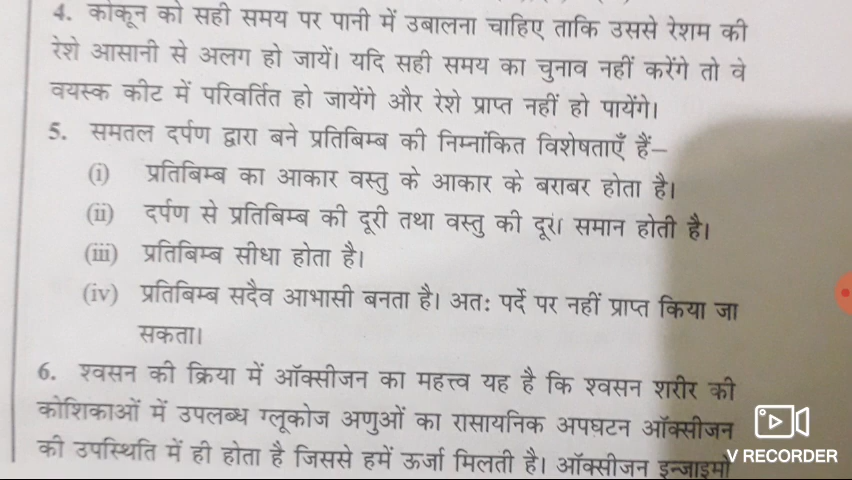 4. कोकून को सही समय पर पानी में उबालना चाहिए ताकि उससे रेशम की
रेशे आसानी से अलग हो जायें। यदि सही समय का चुनाव नहीं करेंगे तो वे
वयस्क कीट में परिवर्तित हो जायेंगे और रेशे प्राप्त नहीं हो पायेंगे।
5. समतल दर्पण द्वारा बने प्रतिबिम्ब की निम्नांकित विशेषताएँ हैं–
(i) प्रतिबिम्ब का आकार वस्तु के आकार के बराबर होता है।
(ii) दर्पण से प्रतिबिम्ब की दूरी तथा वस्तु की दूरी समान होती है।
(iii) प्रतिबिम्ब सीधा होता है।
(iv) प्रतिबिम्ब सदैव आभासी बनता है। अतः पर्दे पर नहीं प्राप्त किया जा
सकता।
6. श्वसन की क्रिया में ऑक्सीजन का महत्त्व यह है कि श्वसन शरीर की
कोशिकाओं में उपलब्ध ग्लूकोज अणुओं का रासायनिक अपघटन ऑक्सीजन
की उपस्थिति में ही होता है जिससे हमें ऊर्जा मिलती है। ऑक्सीजन इन्जाइमों
V RECORDER